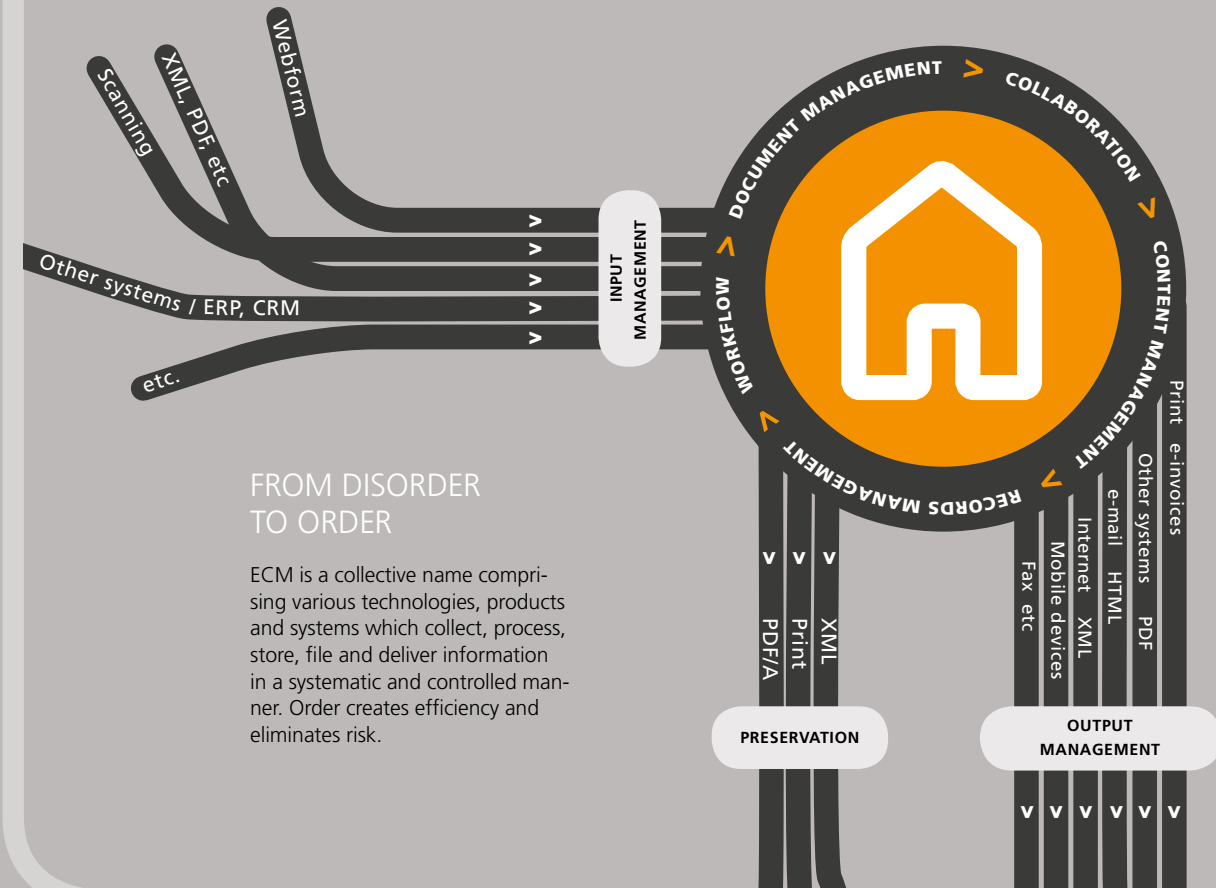 Webform
XML, PDF, etc
Scanning
Other systems / ERP, CRM
etc.
INPUT
MANAGEMENT
DOCUMENT MANAGEMENT >
COLLABORATION >
CONTENT MANAGEMENT >
RECORDS MANAGEMENT >
WORKFLOW >
>
>
>
>
>
FROM DISORDER
TO ORDER
ECM is a collective name compri-
sing various technologies, products
and systems which collect, process,
store, file and deliver information
in a systematic and controlled man-
ner. Order creates efficiency and
eliminates risk.
> PDF/A
> Print
> XML
PRESERVATION
Fax etc
Mobile devices
Internet XML
e-mail HTML
Other systems PDF
Print e-invoices
OUTPUT
MANAGEMENT
> > > > > >